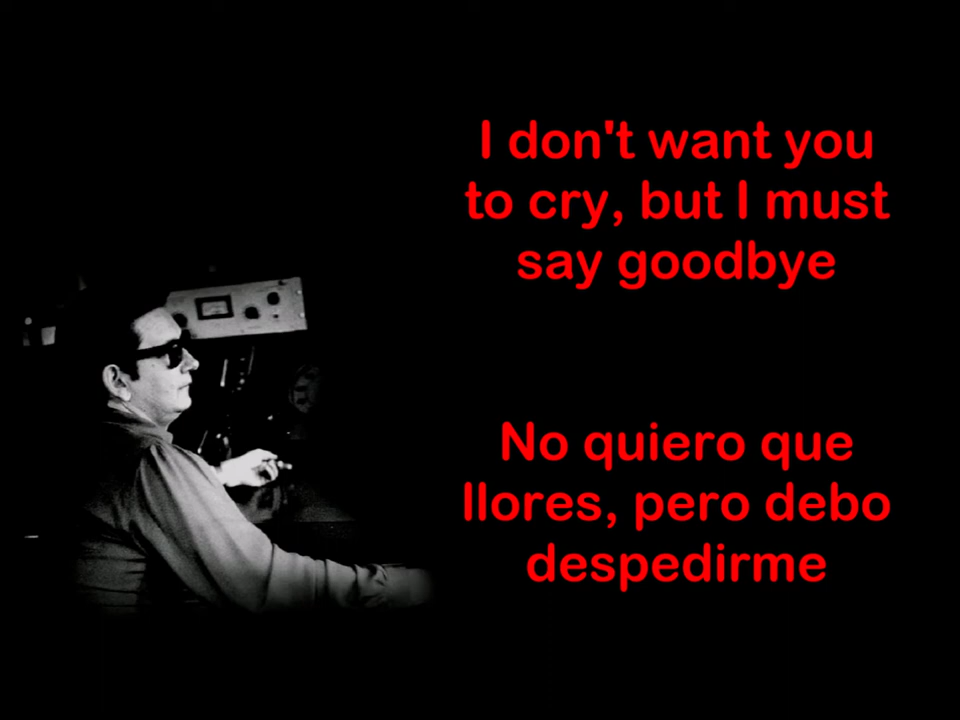 I don't want you
to cry, but I must
say goodbye
No quiero que
llores, pero debo
despedirme